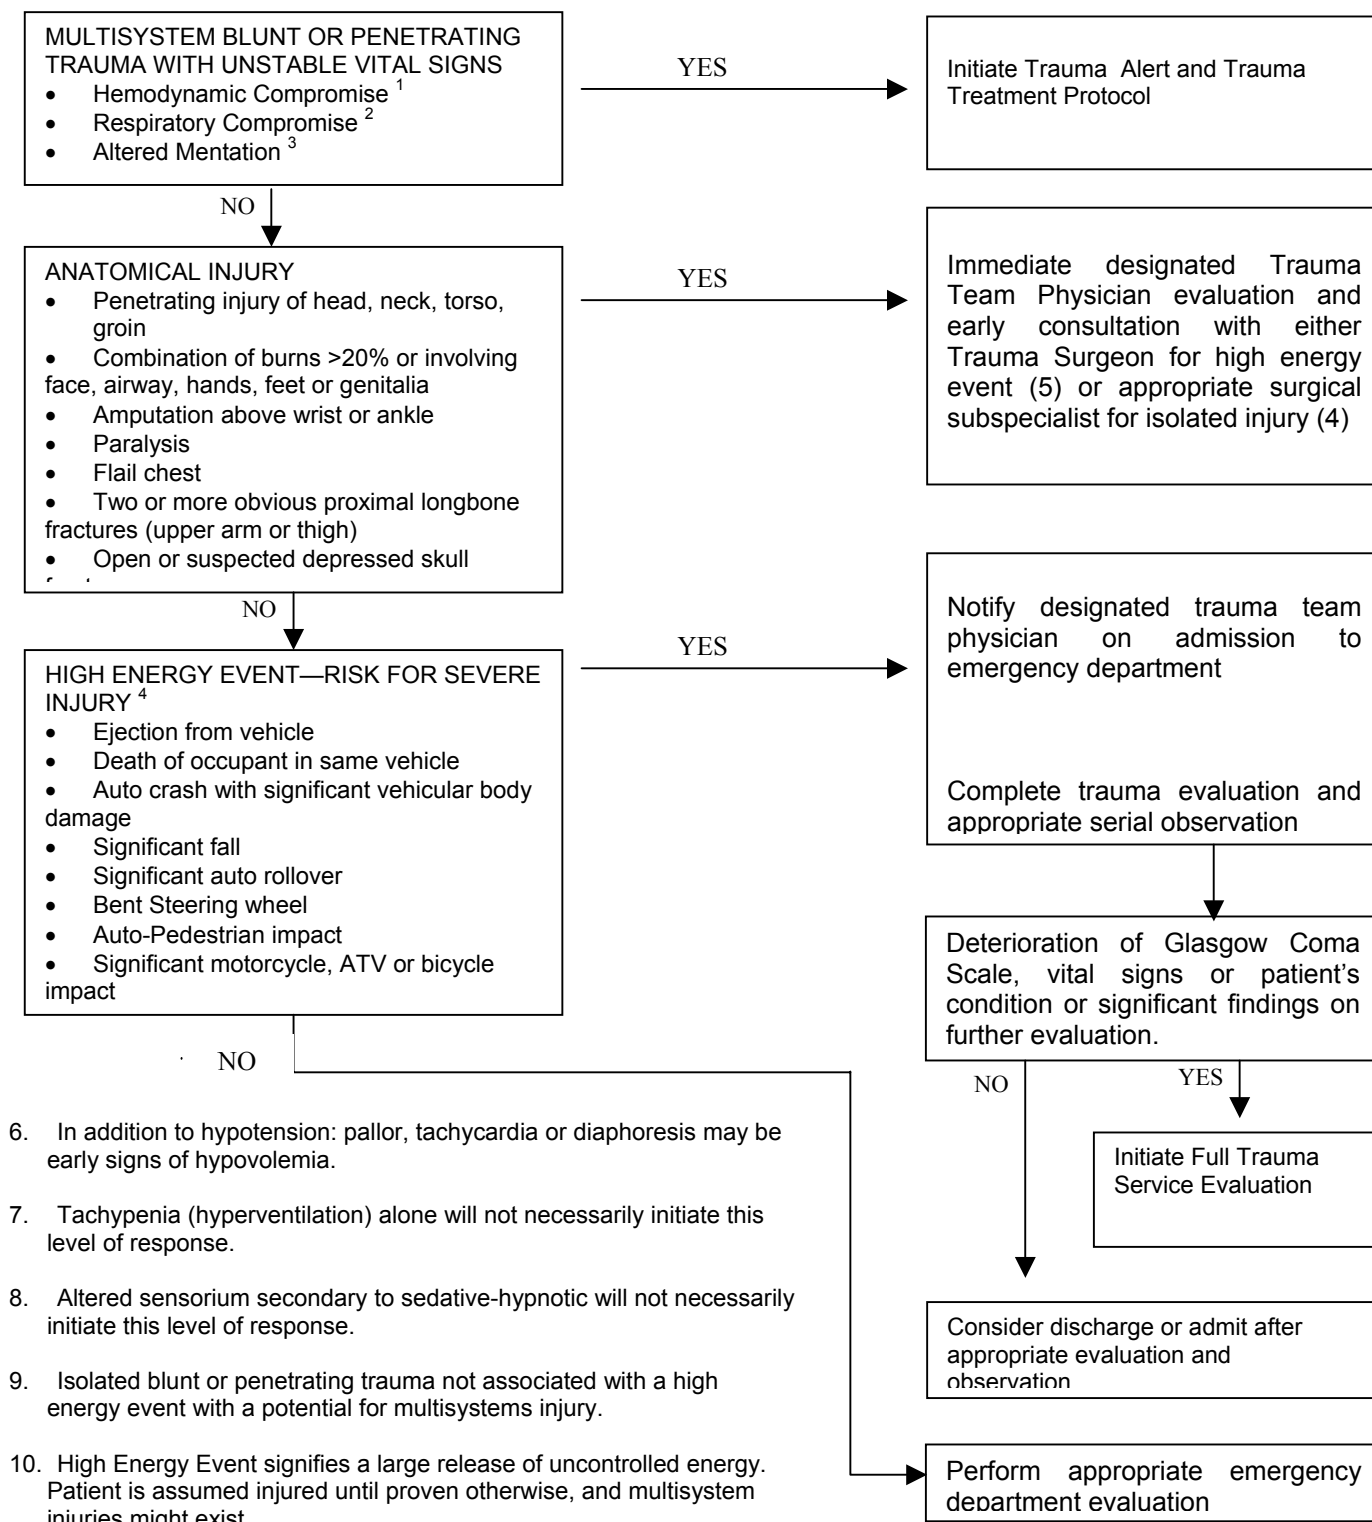 MULTISYSTEM BLUNT OR PENETRATING
TRAUMA WITH UNSTABLE VITAL SIGNS
• Hemodynamic Compromise 1
• Respiratory Compromise 2
• Altered Mentation 3
YES
Initiate Trauma Alert and Trauma
Treatment Protocol
NO
ANATOMICAL INJURY
• Penetrating injury of head, neck, torso,
groin
• Combination of burns >20% or involving
face, airway, hands, feet or genitalia
• Amputation above wrist or ankle
• Paralysis
• Flail chest
• Two or more obvious proximal longbone
fractures (upper arm or thigh)
• Open or suspected depressed skull
YES
Immediate designated Trauma
Team Physician evaluation and
early consultation with either
Trauma Surgeon for high energy
event (5) or appropriate surgical
subspecialist for isolated injury (4)
NO
HIGH ENERGY EVENT—RISK FOR SEVERE
INJURY 4
• Ejection from vehicle
• Death of occupant in same vehicle
• Auto crash with significant vehicular body
damage
• Significant fall
• Significant auto rollover
• Bent Steering wheel
• Auto-Pedestrian impact
• Significant motorcycle, ATV or bicycle
impact
YES
Notify designated trauma team
physician on admission to
emergency department
Complete trauma evaluation and
appropriate serial observation
Deterioration of Glasgow Coma
Scale, vital signs or patient's
condition or significant findings on
further evaluation.
NO
YES
Initiate Full Trauma
Service Evaluation
Consider discharge or admit after
appropriate evaluation and
observation
NO
Perform appropriate emergency
department evaluation
6. In addition to hypotension: pallor, tachycardia or diaphoresis may be
early signs of hypovolemia.
7. Tachypenia (hyperventilation) alone will not necessarily initiate this
level of response.
8. Altered sensorium secondary to sedative-hypnotic will not necessarily
initiate this level of response.
9. Isolated blunt or penetrating trauma not associated with a high
energy event with a potential for multisystems injury.
10. High Energy Event signifies a large release of uncontrolled energy.
Patient is assumed injured until proven otherwise, and multisystem
injuries might exist